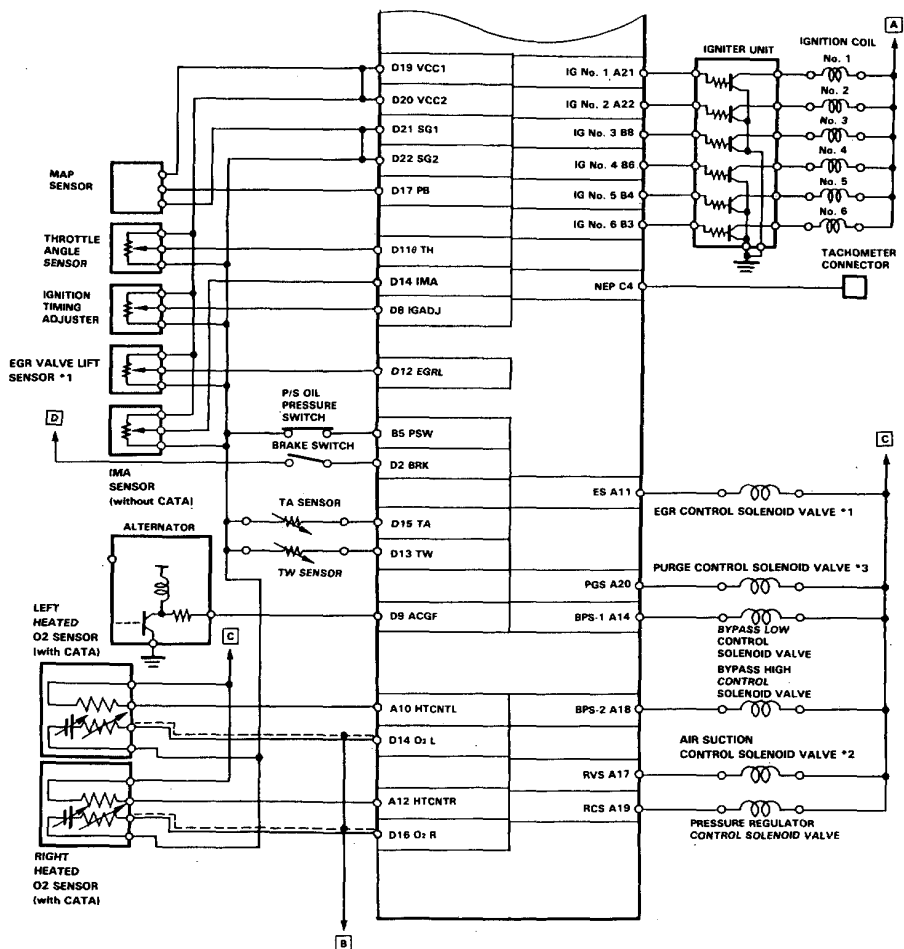 A
IGNITER UNIT
IGNITION COIL
No. 1
No. 2
No. 3
No. 4
No. 5
No. 6
TACHOMETER
CONNECTOR
D19 VCC1
D20 VCC2
D21 SG1
D22 SG2
D17 PB
D11θ TH
D14 IMA
D8 IGADJ
D12 EGRL
B5 PSW
D2 BRK
D15 TA
D13 TW
D9 ACGF
A10 HTCNTL
D14 O2 L
A12 HTCNTR
D16 O2 R
IG No. 1 A21
IG No. 2 A22
IG No. 3 B8
IG No. 4 B6
IG No. 5 B4
IG No. 6 B3
NEP C4
ES A11
PGS A20
BPS-1 A14
BPS-2 A18
RVS A17
RCS A19
MAP
SENSOR
THROTTLE
ANGLE
SENSOR
IGNITION
TIMING
ADJUSTER
EGR VALVE LIFT
SENSOR *1
D
IMA
SENSOR
(without CATA)
P/S OIL
PRESSURE
SWITCH
BRAKE SWITCH
TA SENSOR
TW SENSOR
ALTERNATOR
LEFT
HEATED
O2 SENSOR
(with CATA)
C
RIGHT
HEATED
O2 SENSOR
(with CATA)
B
C
EGR CONTROL SOLENOID VALVE *1
PURGE CONTROL SOLENOID VALVE *3
BYPASS LOW
CONTROL
SOLENOID VALVE
BYPASS HIGH
CONTROL
SOLENOID VALVE
AIR SUCTION
CONTROL SOLENOID VALVE *2
PRESSURE REGULATOR
CONTROL SOLENOID VALVE